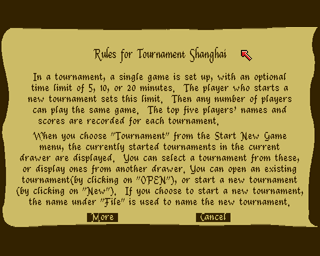 Rules for Tournament Shanghai
In a tournament, a single game is set up, with an optional
time limit of 5, 10, or 20 minutes. The player who starts a
new tournament sets this limit. Then any number of players
can play the same game. The top five players' names and
scores are recorded for each tournament.
When you choose "Tournament" from the Start New Game
menu, the currently started tournaments in the current
drawer are displayed. You can select a tournament from these,
or display ones from another drawer. You can open an existing
tournament(by clicking on "OPEN"), or start a new tournament
(by clicking on "New"). If you choose to start a new tournament,
the name under "File" is used to name the new tournament.
More Cancel